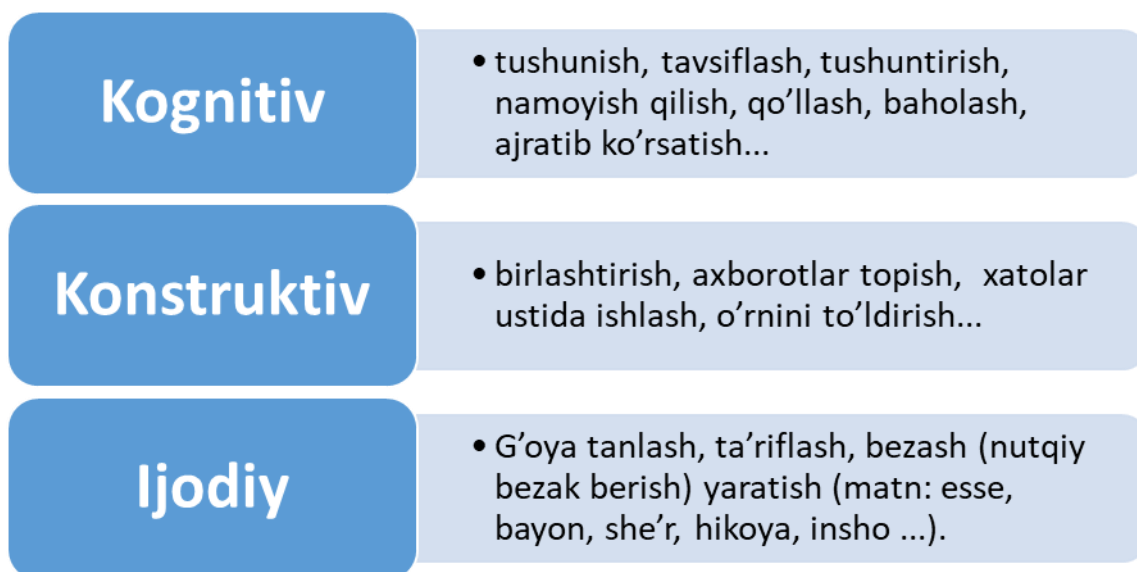 Kognitiv
• tushunish, tavsiflash, tushuntirish,
namoyish qilish, qo’llash, baholash,
ajratib ko’rsatish...
Konstruktiv
• birlashtirish, axborotlar topish,  xatolar
ustida ishlash, o’rnini to’ldirish...
Ijodiy
• G’oya tanlash, ta’riflash, bezash (nutqiy
bezak berish) yaratish (matn: esse,
bayon, she’r, hikoya, insho ...).